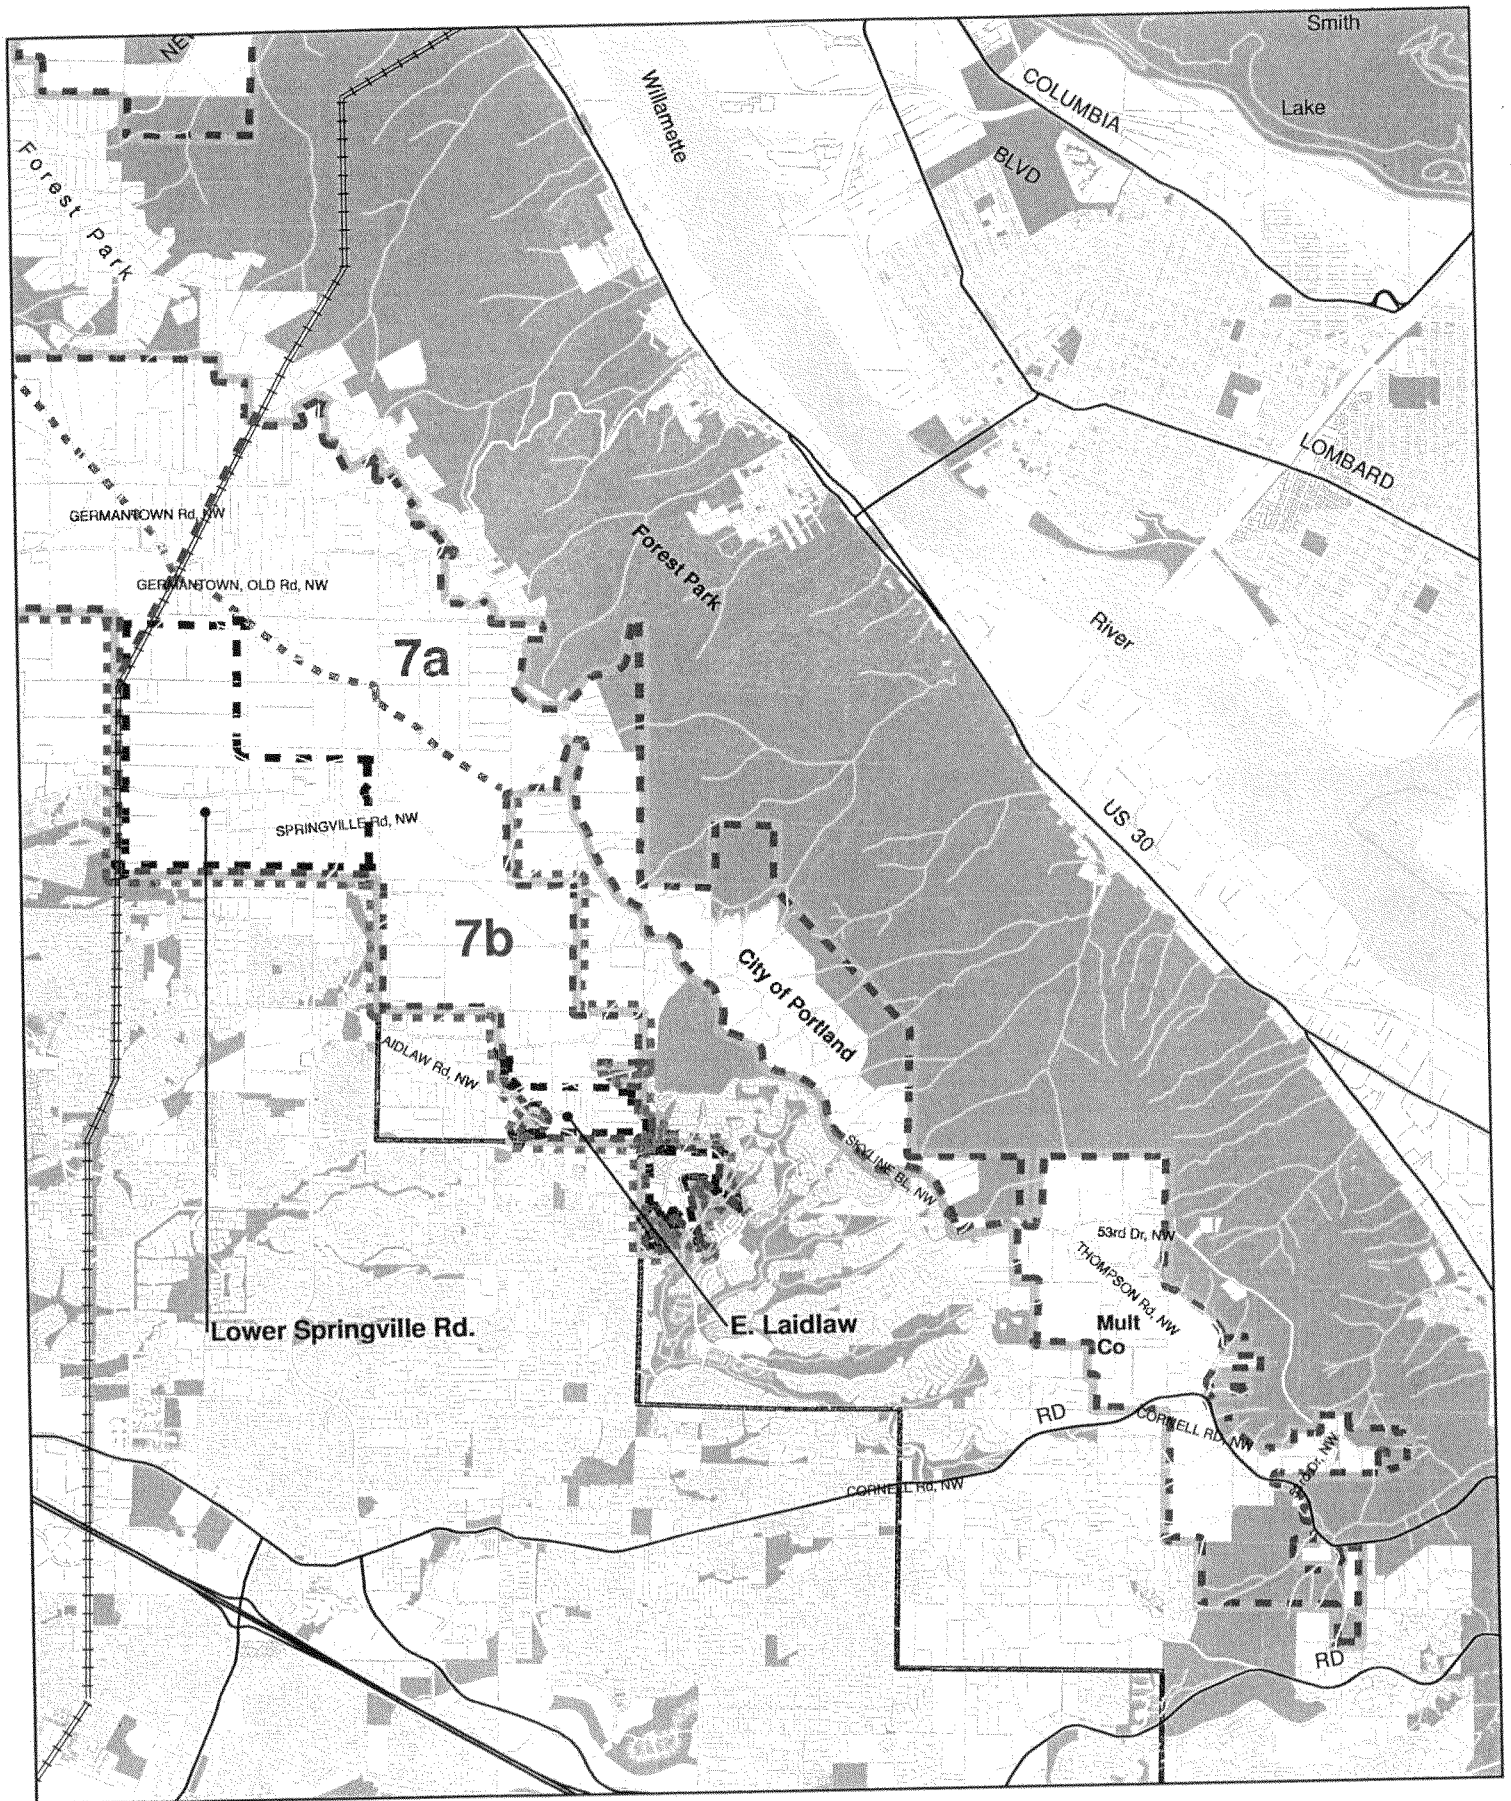 Smith
NE
Willamette
COLUMBIA
Lake
BLVD
Forest Park
LOMBARD
GERMANTOWN Rd, NW
Forest Park
GERMANTOWN, OLD Rd, NW
River
7a
US 30
SPRINGVILLE Rd, NW
7b
City of Portland
LAIDLAW Rd, NW
SKYLINE BL, NW
53rd Dr, NW
THOMPSON Rd, NW
Lower Springville Rd.
E. Laidlaw
Mult
Co
RD
CORNELL RD, NW
CORNELL Rd, NW
RD